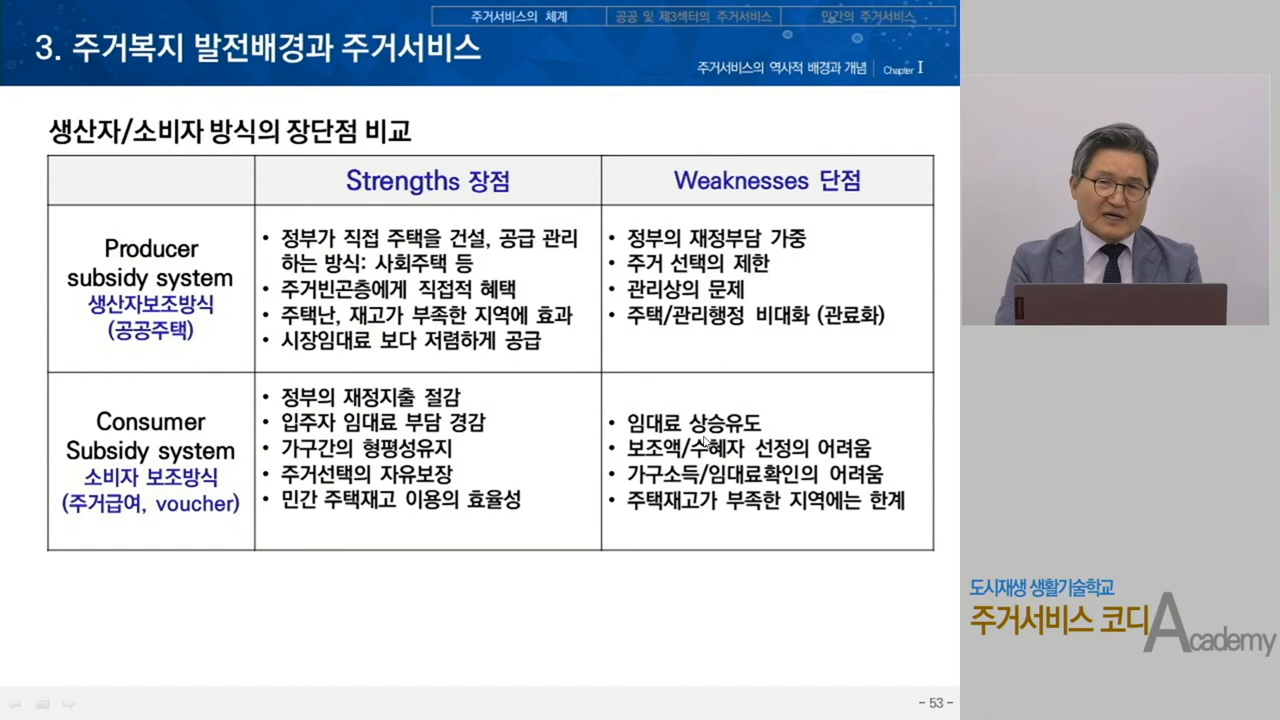 주거서비스의 체계
공공 및 제3섹터의 주거서비스
민간의 주거서비스
3. 주거복지 발전배경과 주거서비스
주거서비스의 역사적 배경과 개념 Chapter I
생산자/소비자 방식의 장단점 비교
Strengths 장점
Weaknesses 단점
Producer
subsidy system
생산자보조방식
(공공주택)
• 정부가 직접 주택을 건설, 공급 관리
하는 방식: 사회주택 등
• 주거빈곤층에게 직접적 혜택
• 주택난, 재고가 부족한 지역에 효과
• 시장임대료 보다 저렴하게 공급
• 정부의 재정부담 가중
• 주거 선택의 제한
• 관리상의 문제
• 주택/관리행정 비대화 (관료화)
Consumer
Subsidy system
소비자 보조방식
(주거급여, voucher)
• 정부의 재정지출 절감
• 입주자 임대료 부담 경감
• 가구간의 형평성유지
• 주거선택의 자유보장
• 민간 주택재고 이용의 효율성
• 임대료 상승유도
• 보조액/수혜자 선정의 어려움
• 가구소득/임대료확인의 어려움
• 주택재고가 부족한 지역에는 한계
도시재생 생활기술학교
주거서비스 코디 Academy
- 53 -